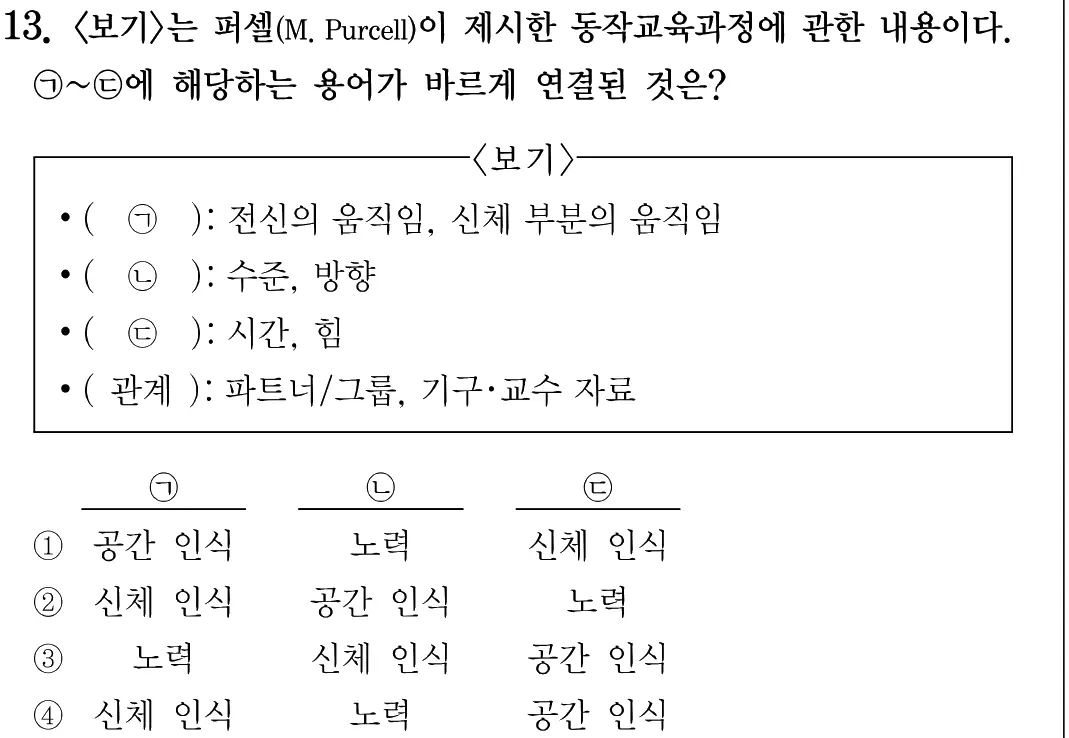 13. 〈보기〉는 퍼셀(M. Purcell)이 제시한 동작교육과정에 관한 내용이다.
㉠~㉢에 해당하는 용어가 바르게 연결된 것은?
〈보기〉
• ( ㉠ ): 전신의 움직임, 신체 부분의 움직임
• ( ㉡ ): 수준, 방향
• ( ㉢ ): 시간, 힘
• ( 관계 ): 파트너/그룹, 기구·교수 자료
㉠ ㉡ ㉢
① 공간 인식 노력 신체 인식
② 신체 인식 공간 인식 노력
③ 노력 신체 인식 공간 인식
④ 신체 인식 노력 공간 인식